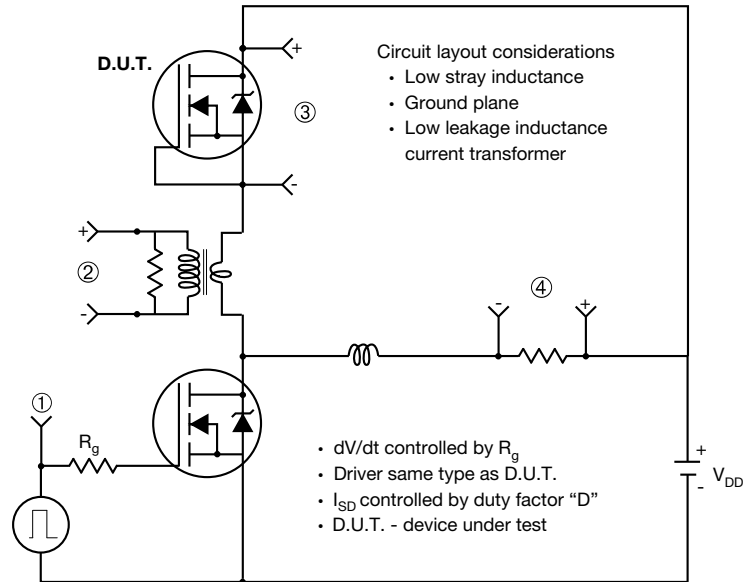 D.U.T.
+
-
③
Circuit layout considerations
• Low stray inductance
• Ground plane
• Low leakage inductance
current transformer
+
②
-
-
④
+
①
R_g
• dV/dt controlled by R_g
• Driver same type as D.U.T.
• I_SD controlled by duty factor “D”
• D.U.T. - device under test
+
-
V_DD